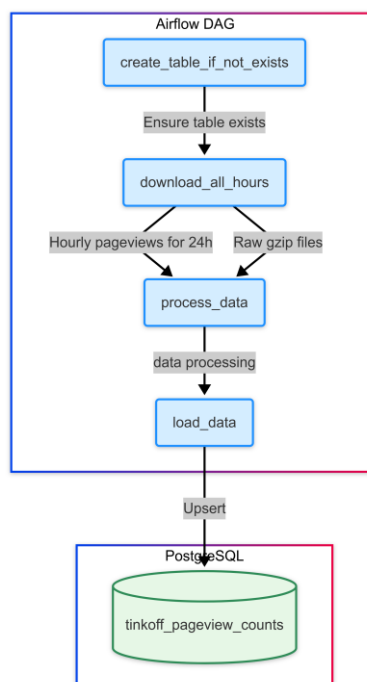 Airflow DAG
create_table_if_not_exists
Ensure table exists
download_all_hours
Hourly pageviews for 24h
Raw gzip files
process_data
data processing
load_data
Upsert
PostgreSQL
tinkoff_pageview_counts